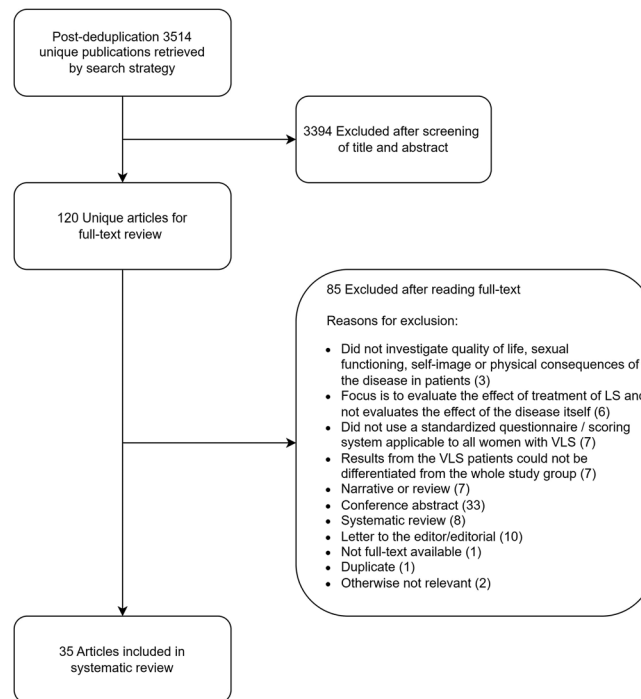 Post-deduplication 3514
unique publications retrieved
by search strategy
3394 Excluded after screening
of title and abstract
120 Unique articles for
full-text review
85 Excluded after reading full-text
Reasons for exclusion:
• Did not investigate quality of life, sexual
functioning, self-image or physical consequences of
the disease in patients (3)
• Focus is to evaluate the effect of treatment of LS and
not evaluates the effect of the disease itself (6)
• Did not use a standardized questionnaire / scoring
system applicable to all women with VLS (7)
• Results from the VLS patients could not be
differentiated from the whole study group (7)
• Narrative or review (7)
• Conference abstract (33)
• Systematic review (8)
• Letter to the editor/editorial (10)
• Not full-text available (1)
• Duplicate (1)
• Otherwise not relevant (2)
35 Articles included in
systematic review